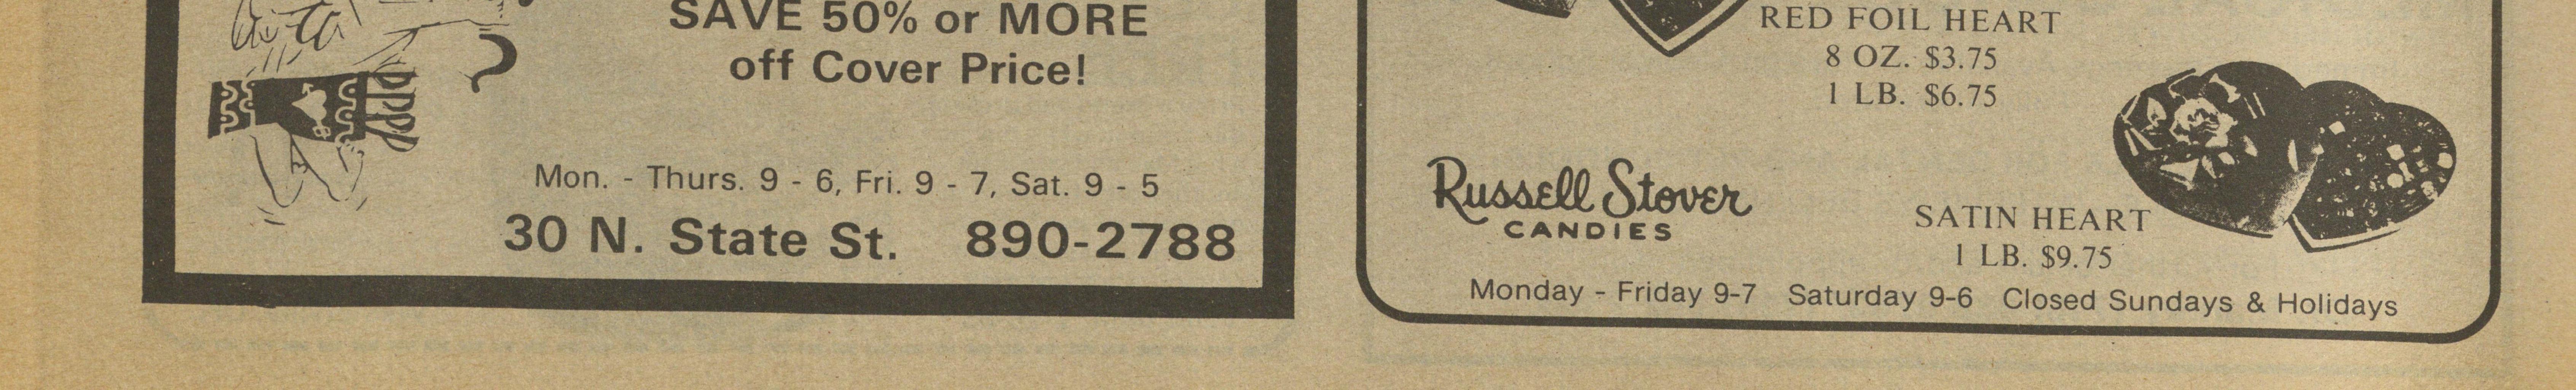 SAVE 50% or MORE
off Cover Price!
Mon. - Thurs. 9 - 6, Fri. 9 - 7, Sat. 9 - 5
30 N. State St. 890-2788
RED FOIL HEART
8 OZ. $3.75
1 LB. $6.75
Russell Stover
CANDIES
SATIN HEART
1 LB. $9.75
Monday - Friday 9-7 Saturday 9-6 Closed Sundays & Holidays